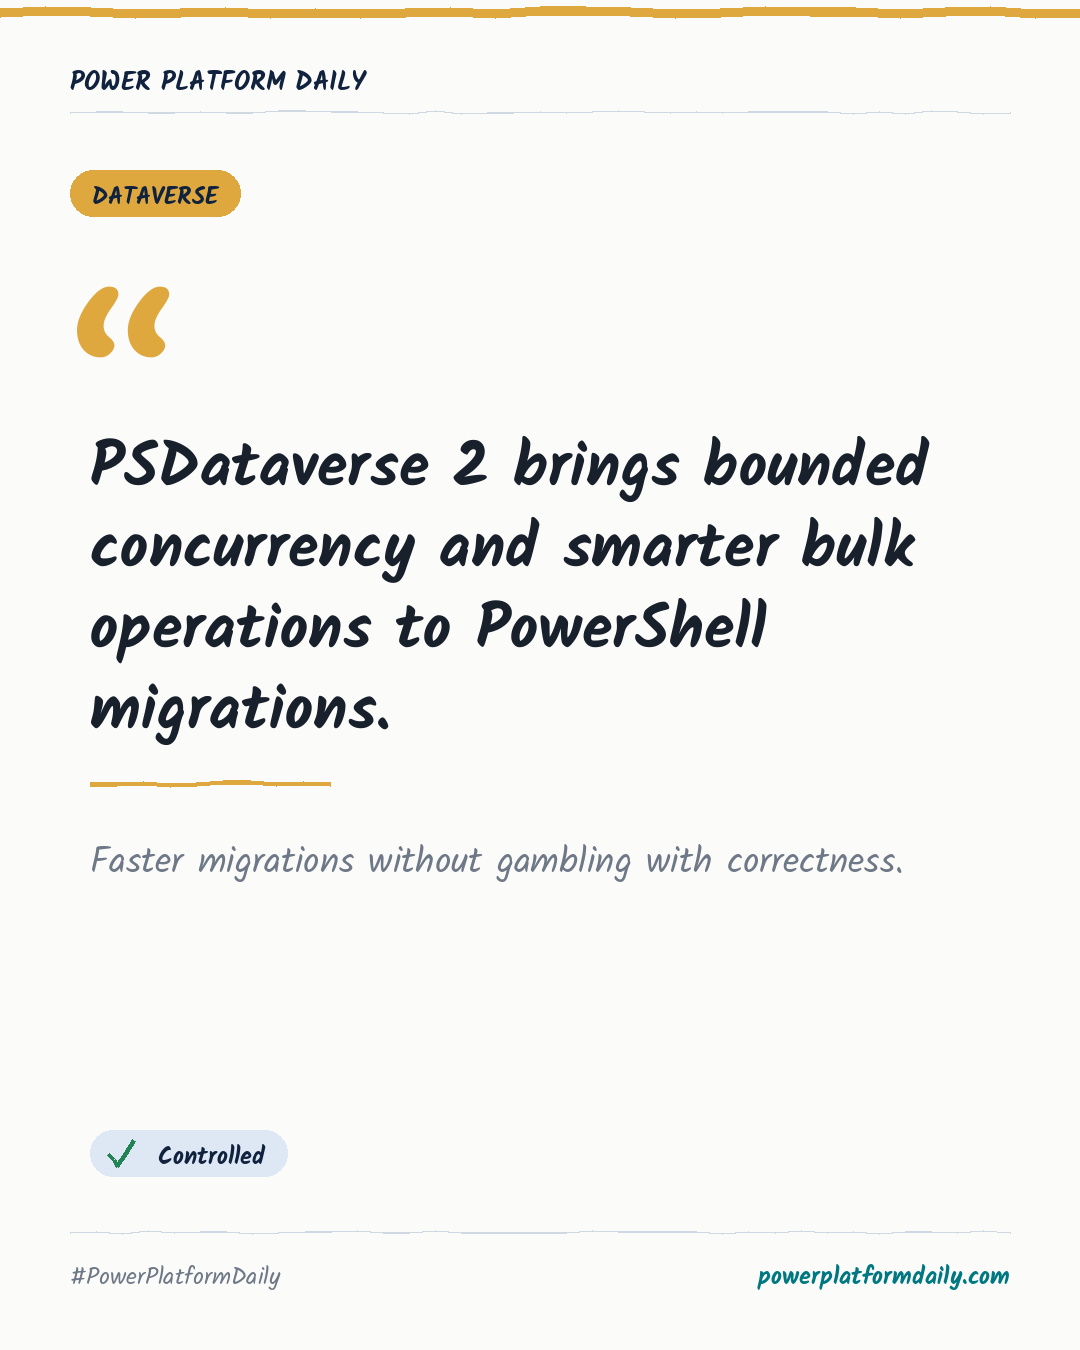 POWER PLATFORM DAILY
DATAVERSE
“
PSDataverse 2 brings bounded
concurrency and smarter bulk
operations to PowerShell
migrations.
Faster migrations without gambling with correctness.
Controlled
#PowerPlatformDaily
powerplatformdaily.com